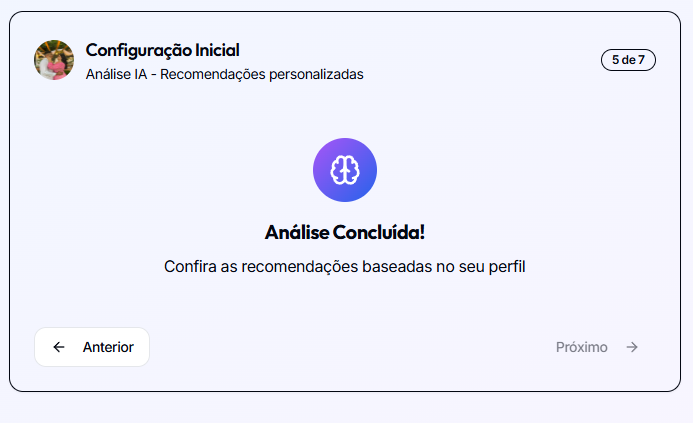 Configuração Inicial
Análise IA - Recomendações personalizadas
5 de 7
Análise Concluída!
Confira as recomendações baseadas no seu perfil
Anterior
Próximo